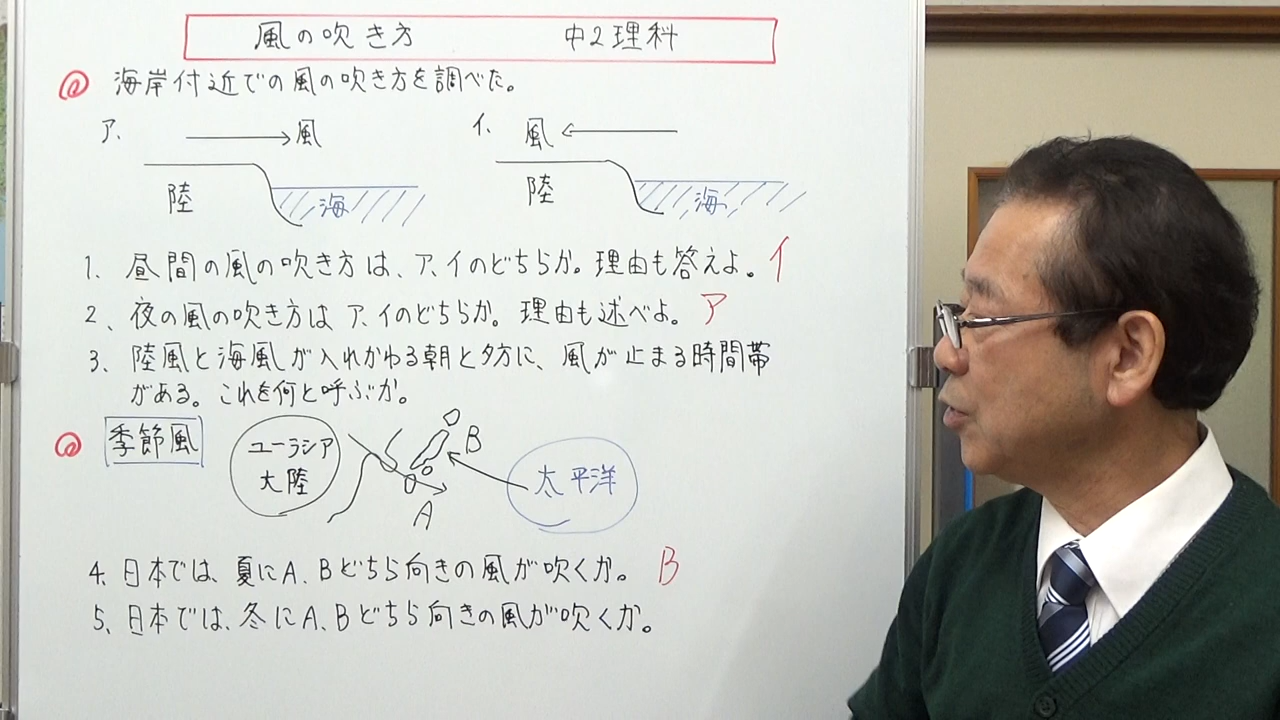 風の吹き方 中2理科
@ 海岸付近での風の吹き方を調べた。
ア、 風
陸 海
イ、 風
陸 海
1、昼間の風の吹き方は、ア、イのどちらか。理由も答えよ。イ
2、夜の風の吹き方は ア、イのどちらか。理由も述べよ。ア
3、陸風と海風が入れかわる朝と夕方に、風が止まる時間帯
がある。これを何と呼ぶか。
@ 季節風
ユーラシア
大陸
A
B
太平洋
4、日本では、夏にA、Bどちら向きの風が吹くか。B
5、日本では、冬にA、Bどちら向きの風が吹くか。